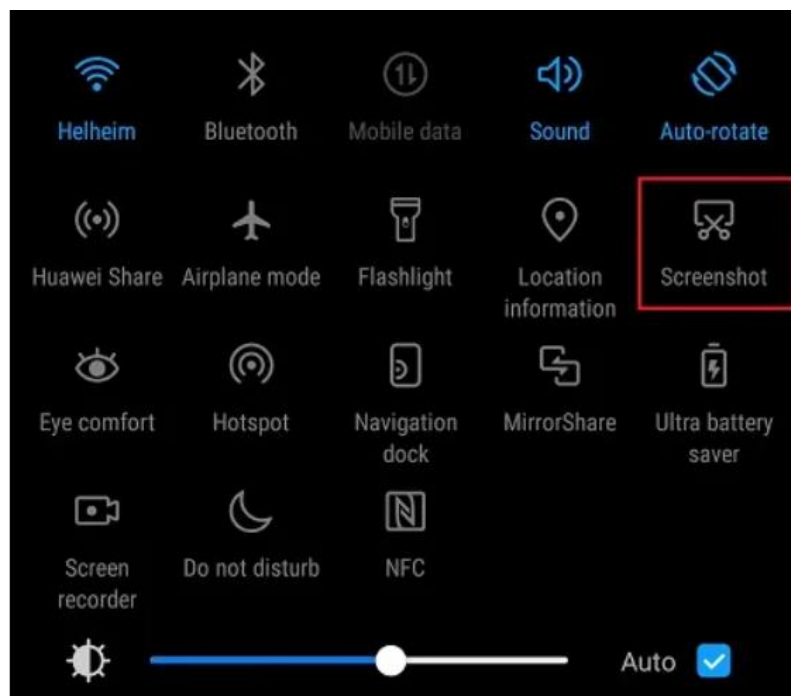 Helheim Bluetooth Mobile data Sound Auto-rotate
Huawei Share Airplane mode Flashlight Location information Screenshot
Eye comfort Hotspot Navigation dock MirrorShare Ultra battery saver
Screen recorder Do not disturb NFC
Auto